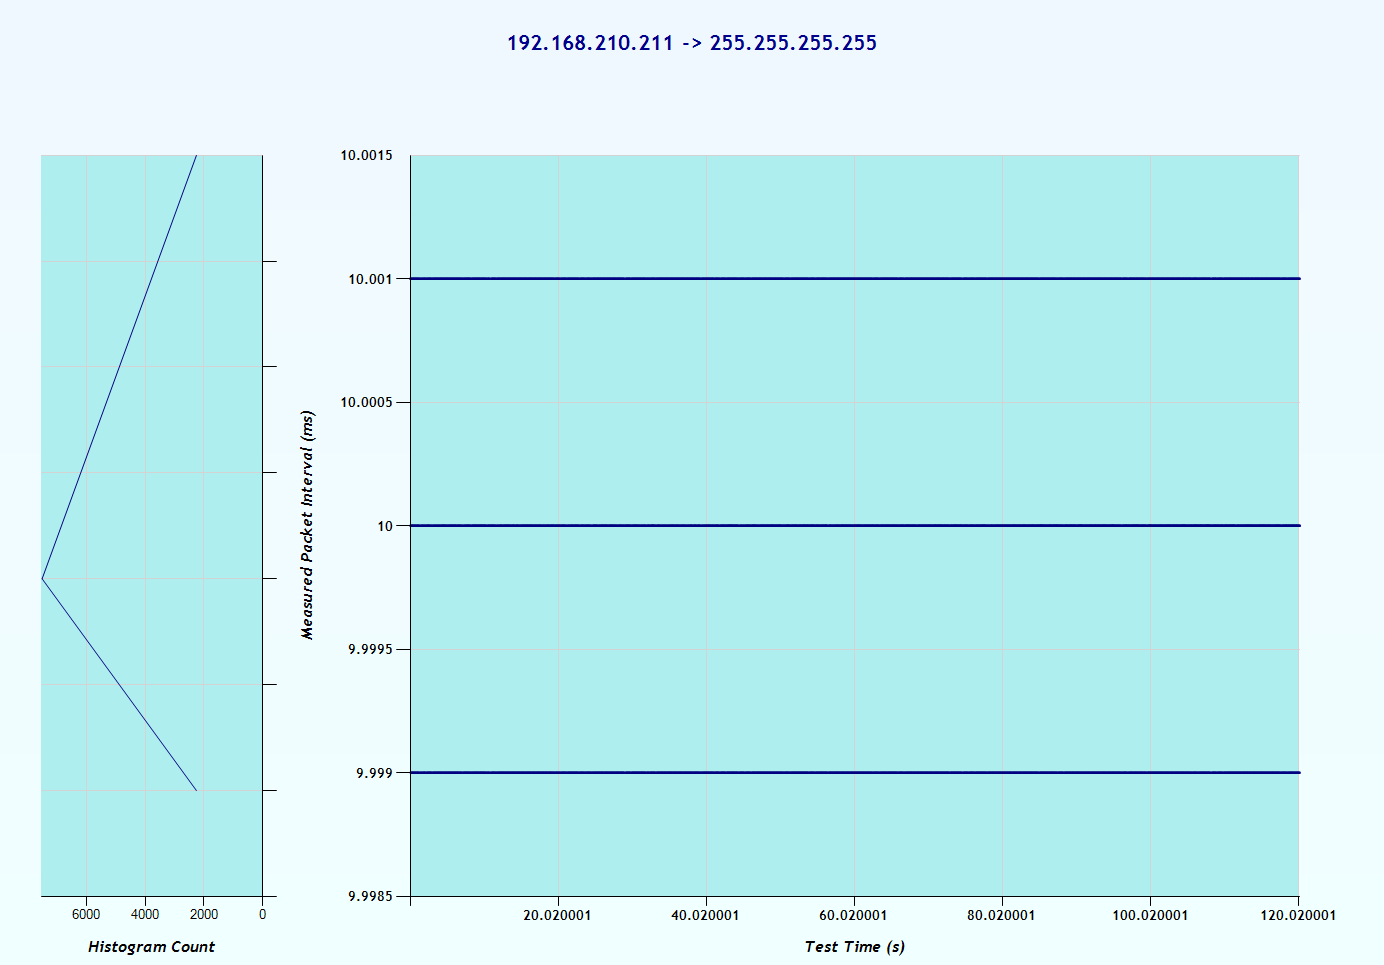 192.168.210.211 -> 255.255.255.255
10.0015
10.001
10.0005
10
9.9995
9.999
9.9985
Measured Packet Interval (ms)
6000 4000 2000 0
Histogram Count
20.020001 40.020001 60.020001 80.020001 100.020001 120.020001
Test Time (s)